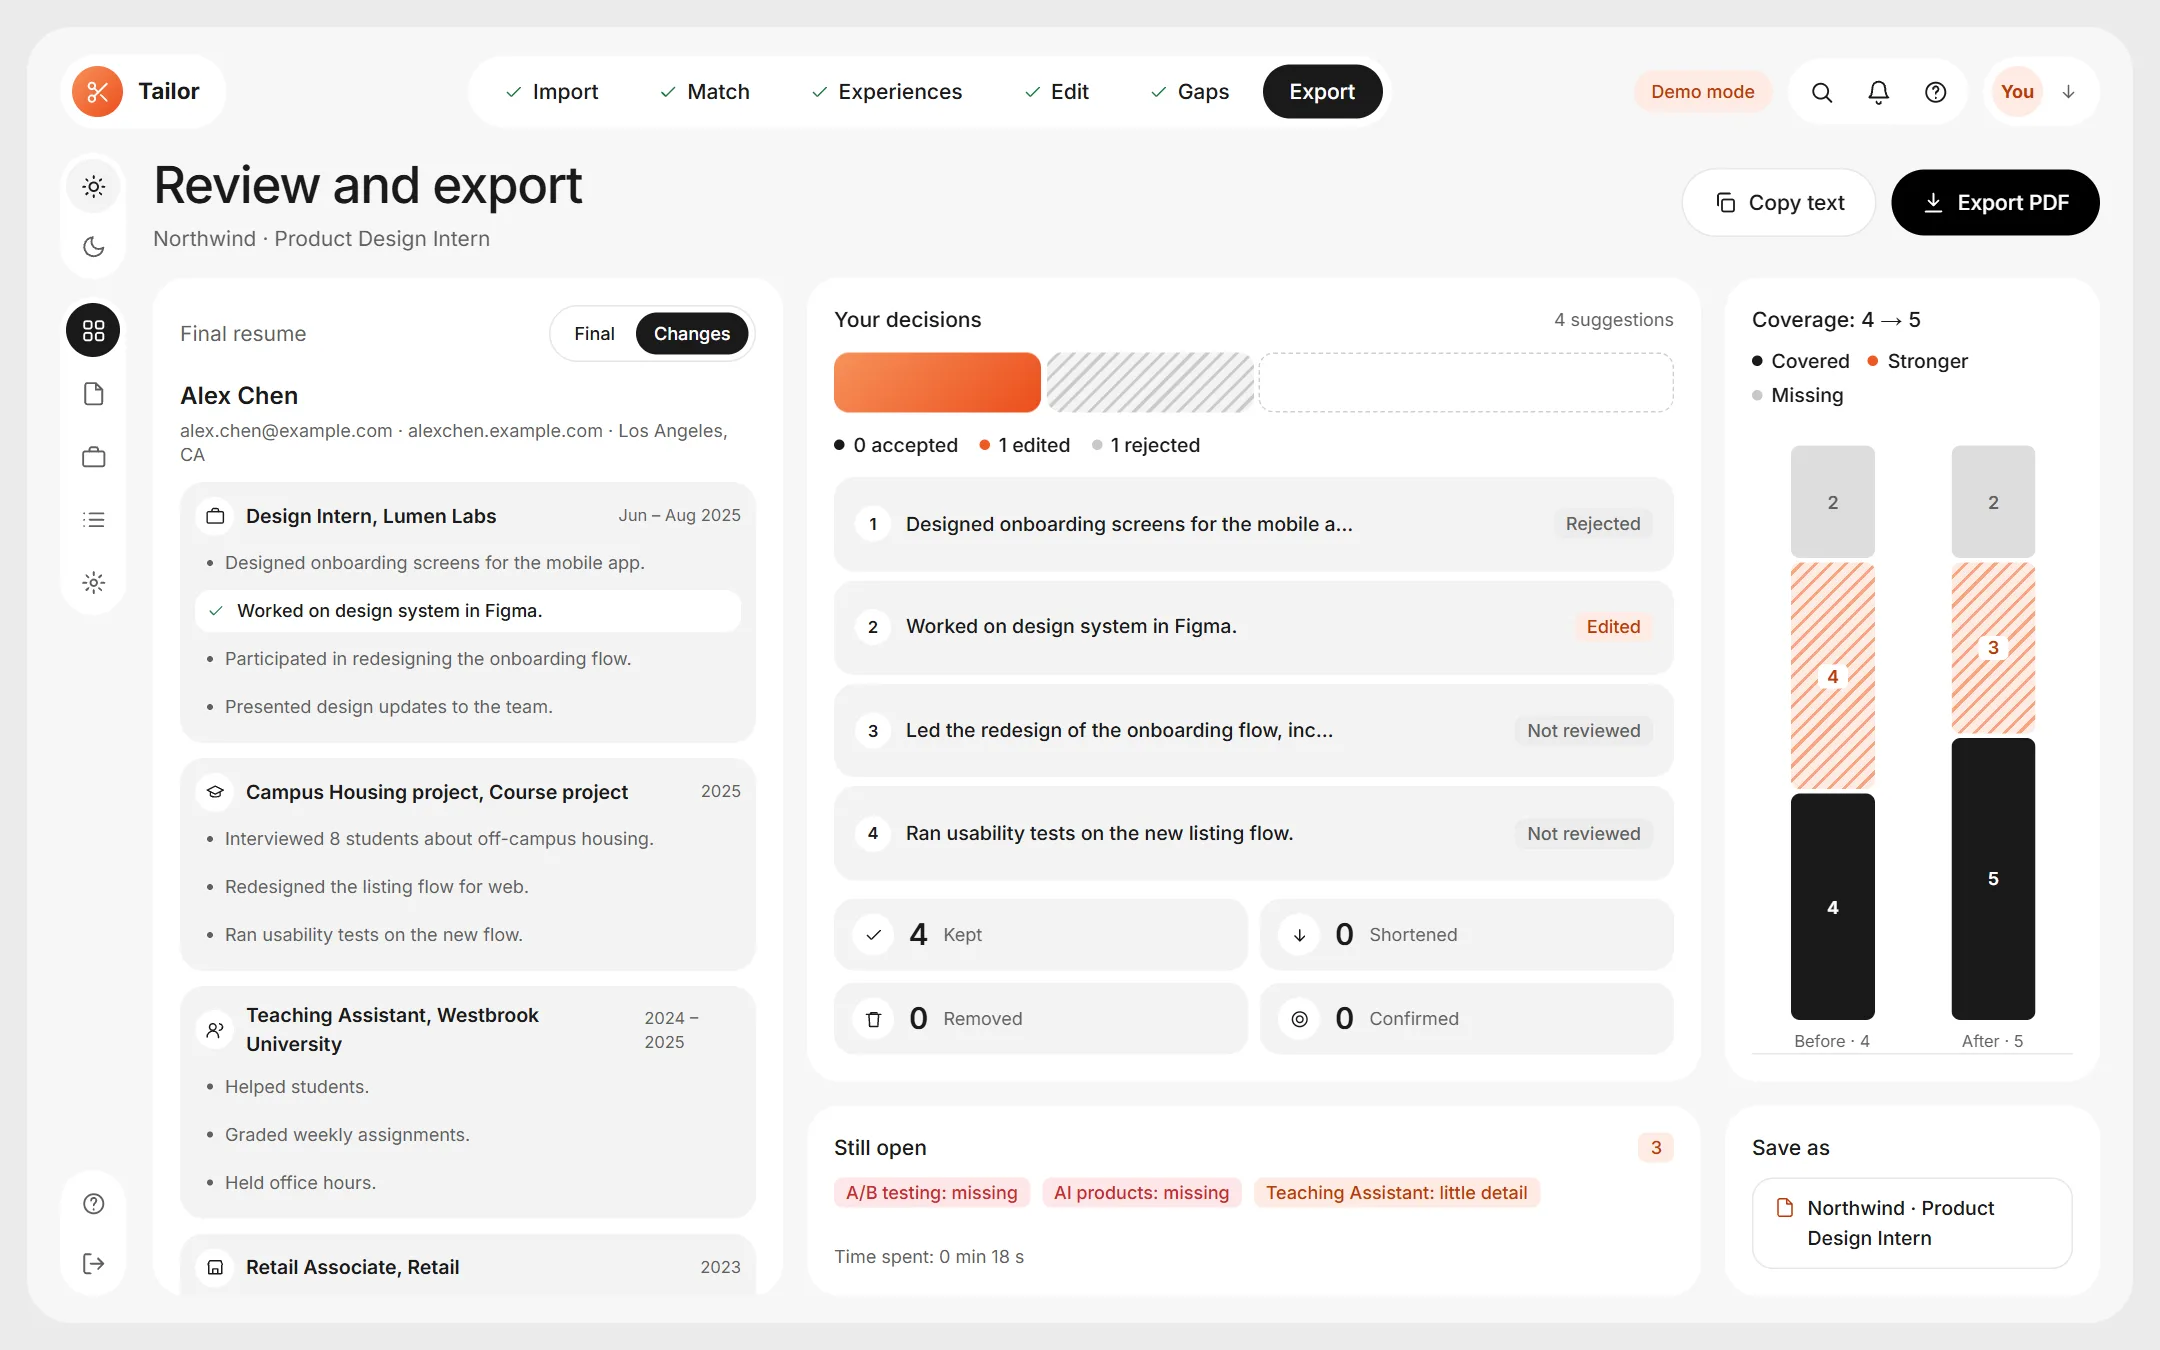 Tailor
Import
Match
Experiences
Edit
Gaps
Export
Demo mode
You
Review and export
Northwind · Product Design Intern
Copy text
Export PDF
Final resume
Final
Changes
Alex Chen
alex.chen@example.com · alexchen.example.com · Los Angeles,
CA
Design Intern, Lumen Labs
Jun – Aug 2025
• Designed onboarding screens for the mobile app.
Worked on design system in Figma.
• Participated in redesigning the onboarding flow.
• Presented design updates to the team.
Campus Housing project, Course project
2025
• Interviewed 8 students about off-campus housing.
• Redesigned the listing flow for web.
• Ran usability tests on the new flow.
Teaching Assistant, Westbrook
University
2024 –
2025
• Helped students.
• Graded weekly assignments.
• Held office hours.
Retail Associate, Retail
2023
Your decisions
4 suggestions
0 accepted
1 edited
1 rejected
1
Designed onboarding screens for the mobile a...
Rejected
2
Worked on design system in Figma.
Edited
3
Led the redesign of the onboarding flow, inc...
Not reviewed
4
Ran usability tests on the new listing flow.
Not reviewed
4 Kept
0 Shortened
0 Removed
0 Confirmed
Still open
3
A/B testing: missing
AI products: missing
Teaching Assistant: little detail
Time spent: 0 min 18 s
Coverage: 4 → 5
Covered
Stronger
Missing
2
2
4
3
4
5
Before · 4
After · 5
Save as
Northwind · Product
Design Intern